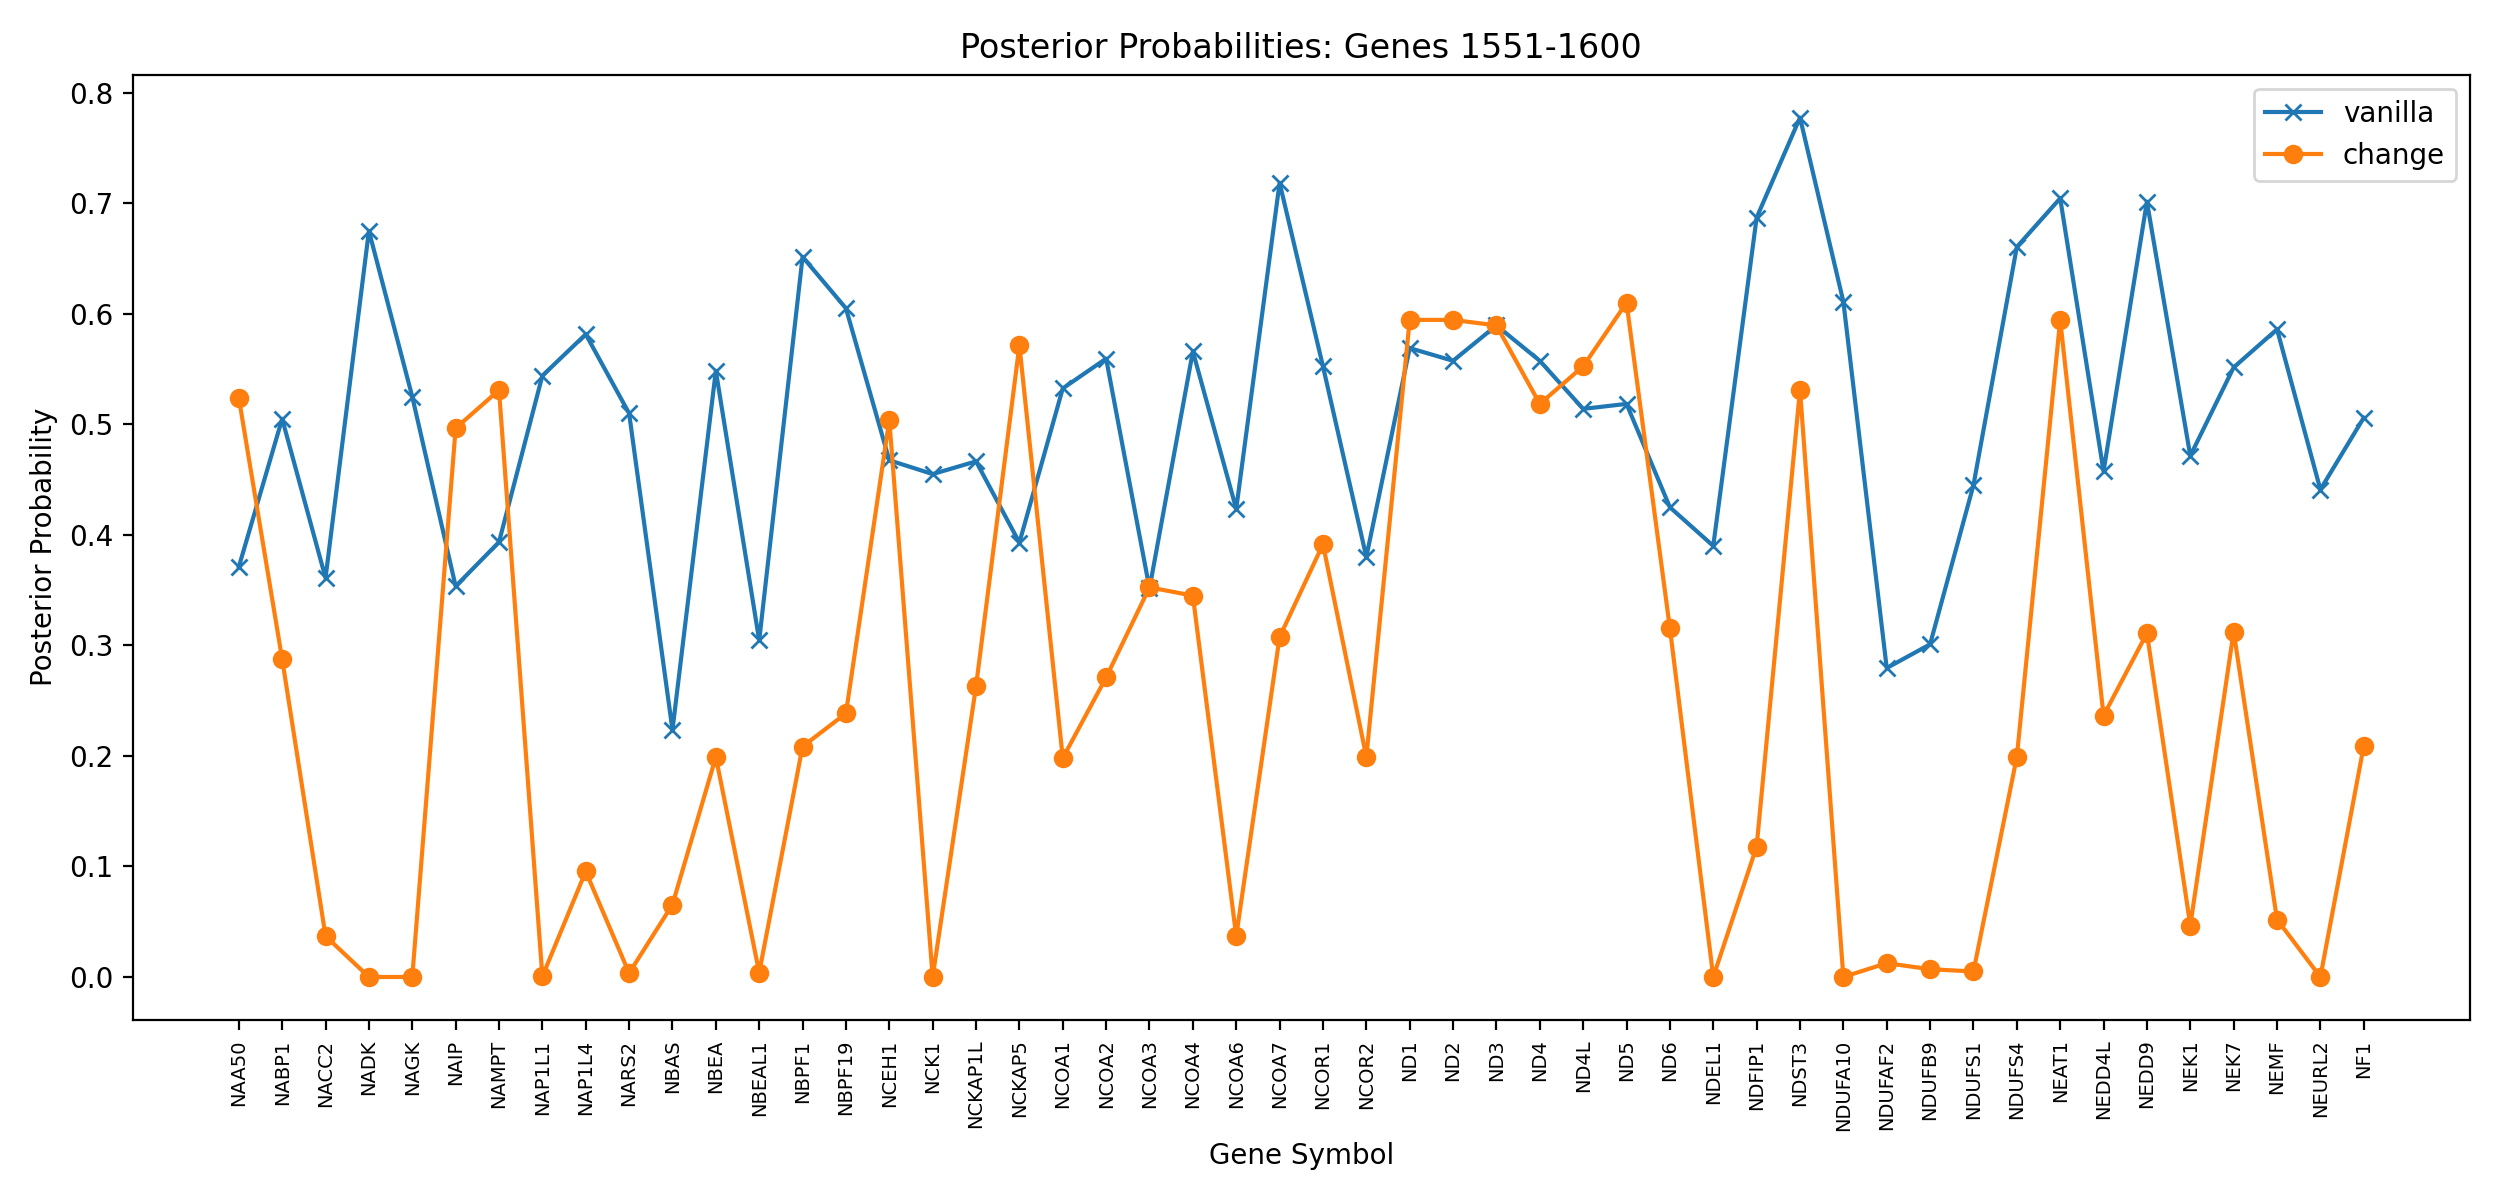 Posterior Probabilities: Genes 1551-1600
vanilla
change
Posterior Probability
0.8
0.7
0.6
0.5
0.4
0.3
0.2
0.1
0.0
NAA50
NABP1
NACC2
NADK
NAGK
NAIP
NAMPT
NAP1L1
NAP1L4
NARS2
NBAS
NBEA
NBEAL1
NBPF1
NBPF19
NCEH1
NCK1
NCKAP1L
NCKAP5
NCOA1
NCOA2
NCOA3
NCOA4
NCOA6
NCOA7
NCOR1
NCOR2
ND1
ND2
ND3
ND4
ND4L
ND5
ND6
NDEL1
NDFIP1
NDST3
NDUFA10
NDUFAF2
NDUFB9
NDUFS1
NDUFS4
NEAT1
NEDD4L
NEDD9
NEK1
NEK7
NEMF
NEURL2
NF1
Gene Symbol